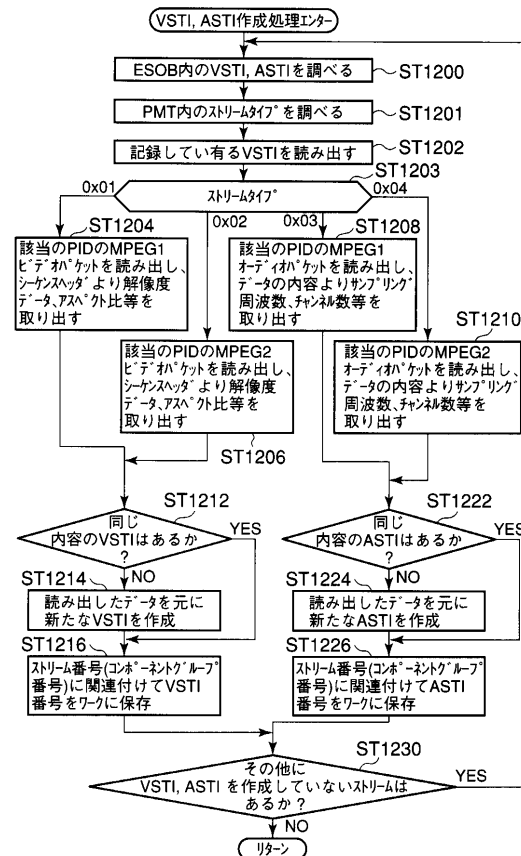 VSTI, ASTI作成処理エンター
ESOB内のVSTI, ASTIを調べる
ST1200
PMT内のストリームタイプを調べる
ST1201
記録してい有るVSTIを読み出す
ST1202
ST1203
ストリームタイプ
0x01
0x02
0x03
0x04
ST1204
該当のPIDのMPEG1
ビデオパケットを読み出し、
シーケンスヘッダより解像度
データ、アスペクト比等を
取り出す
ST1208
該当のPIDのMPEG1
オーディオパケットを読み出し、
データの内容よりサンプリング
周波数、チャンネル数等を
取り出す
該当のPIDのMPEG2
ビデオパケットを読み出し、
シーケンスヘッダより解像度
データ、アスペクト比等を
取り出す
ST1206
ST1210
該当のPIDのMPEG2
オーディオパケットを読み出し、
データの内容よりサンプリング
周波数、チャンネル数等を
取り出す
ST1212
同じ
内容のVSTIはあるか
?
YES
NO
ST1222
同じ
内容のASTIはあるか
?
YES
NO
ST1214
読み出したデータを元に
新たなVSTIを作成
ST1224
読み出したデータを元に
新たなASTIを作成
ST1216
ストリーム番号(コンポーネントグループ
番号)に関連付けてVSTI
番号をワークに保存
ST1226
ストリーム番号(コンポーネントグループ
番号)に関連付けてASTI
番号をワークに保存
ST1230
その他に
VSTI, ASTI を作成していないストリームは
あるか?
YES
NO
リターン